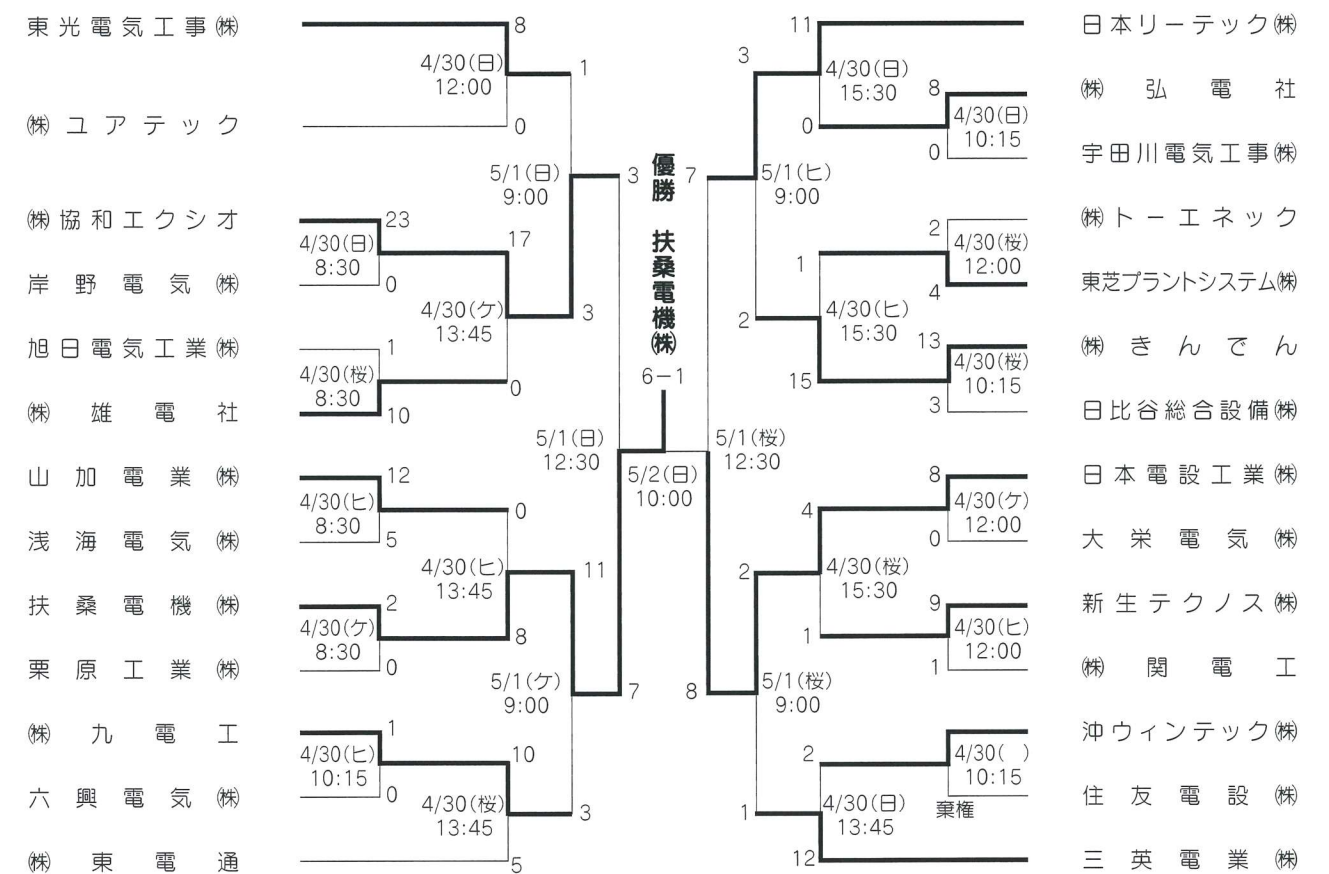 東光電気工事㈱
8
4/30(日)
12:00
1
㈱ユアテック
0
5/1(日)
9:00
3
㈱協和エクシオ
23
4/30(日)
8:30
17
岸野電気㈱
0
4/30(ケ)
13:45
3
旭日電気工業㈱
1
4/30(桜)
8:30
0
㈱雄電社
10
5/1(日)
12:30
山加電業㈱
12
4/30(ヒ)
8:30
0
浅海電気㈱
5
4/30(ヒ)
13:45
11
扶桑電機㈱
2
4/30(ケ)
8:30
8
栗原工業㈱
0
5/1(ケ)
9:00
7
㈱九電工
1
4/30(ヒ)
10:15
10
六興電気㈱
0
4/30(桜)
13:45
3
㈱東電通
5
優勝 扶桑電機㈱
6−1
5/2(日)
10:00
11
日本リーテック㈱
3
4/30(日)
15:30
8
㈱弘電社
0
4/30(日)
10:15
0
宇田川電気工事㈱
7
5/1(ヒ)
9:00
2
㈱トーエネック
1
4/30(桜)
12:00
4
東芝プラントシステム㈱
2
4/30(ヒ)
15:30
13
㈱きんでん
15
4/30(桜)
10:15
3
日比谷総合設備㈱
5/1(桜)
12:30
8
日本電設工業㈱
4
4/30(ケ)
12:00
0
大栄電気㈱
2
4/30(桜)
15:30
9
新生テクノス㈱
1
4/30(ヒ)
12:00
1
㈱関電工
8
5/1(桜)
9:00
沖ウィンテック㈱
2
4/30( )
10:15
棄権
住友電設㈱
1
4/30(日)
13:45
12
三英電業㈱